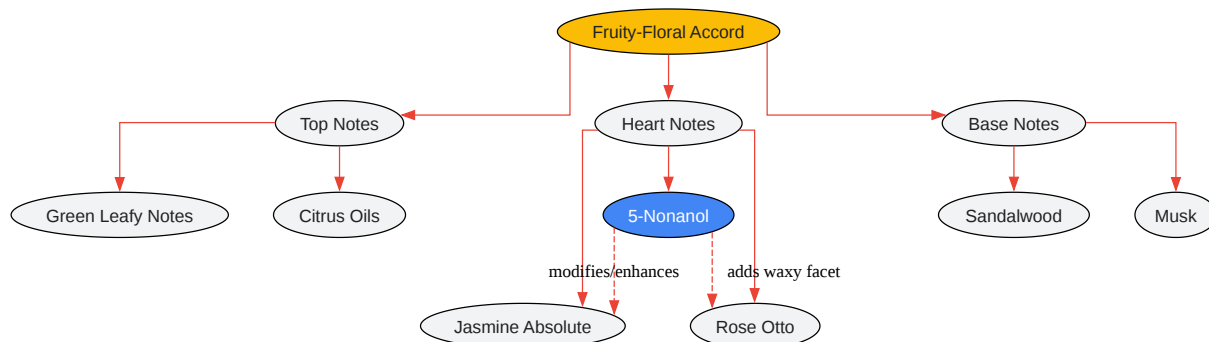 Fruity-Floral Accord
Top Notes
Heart Notes
Base Notes
Green Leafy Notes
Citrus Oils
5-Nonanol
Sandalwood
Musk
modifies/enhances
adds waxy facet
Jasmine Absolute
Rose Otto